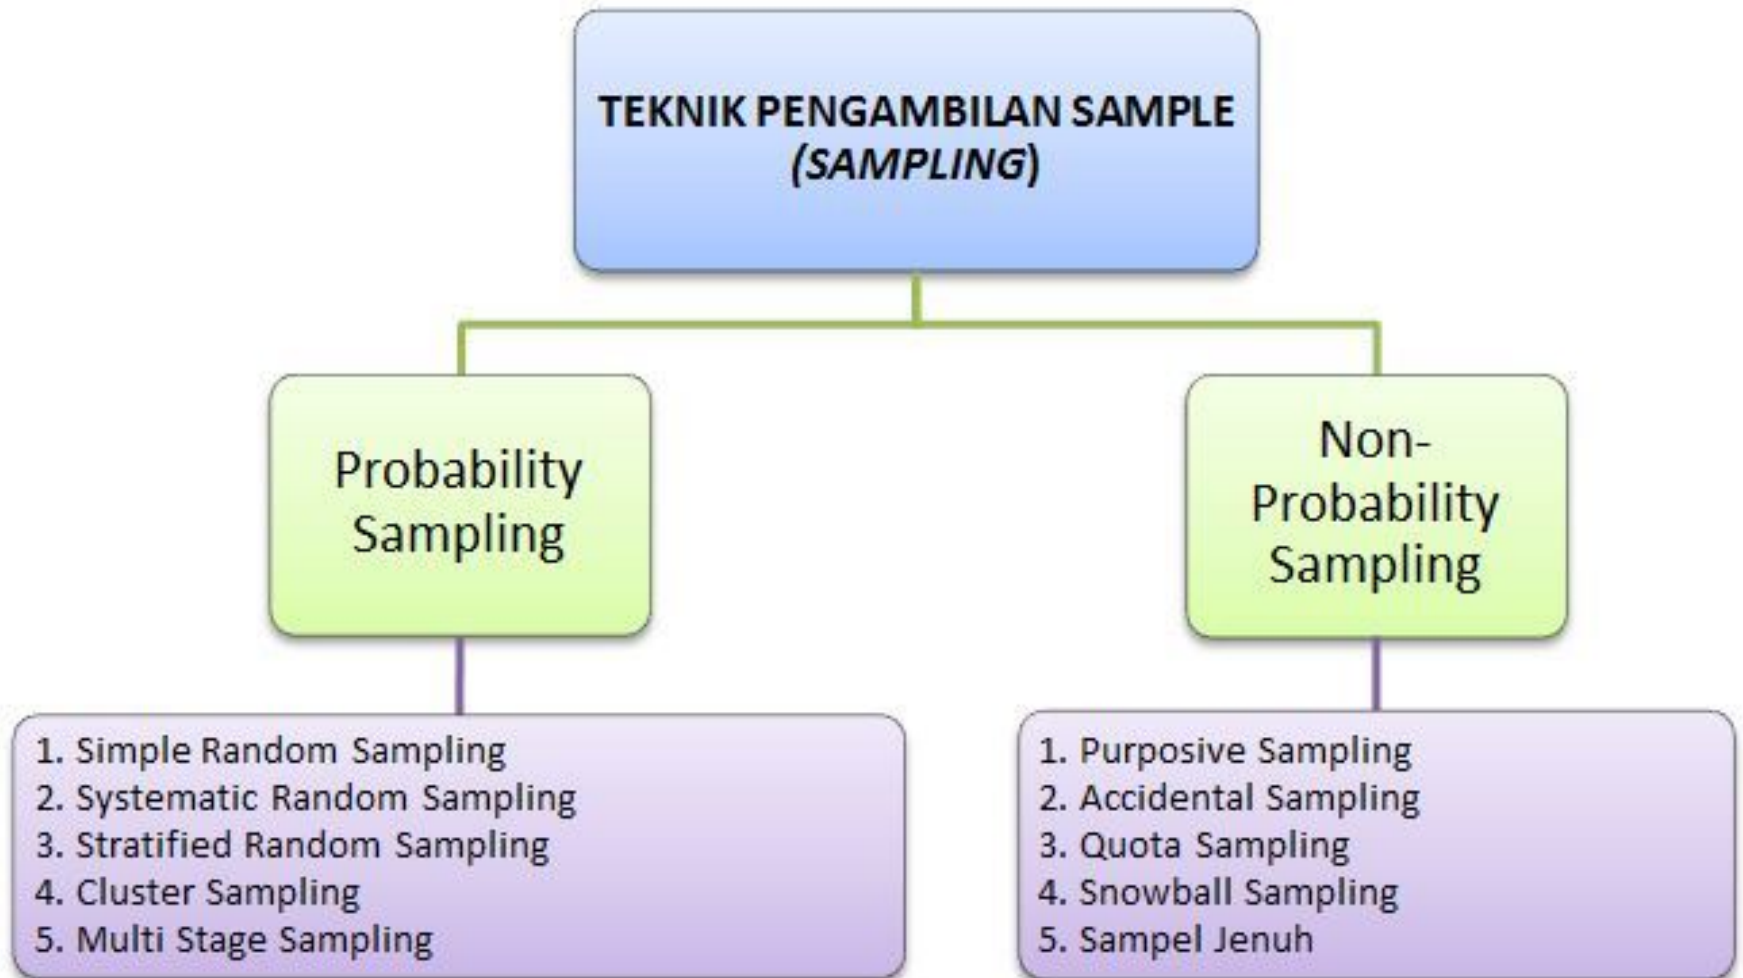 TEKNIK PENGAMBILAN SAMPLE
(SAMPLING)
Probability
Sampling
Non-
Probability
Sampling
1. Simple Random Sampling
2. Systematic Random Sampling
3. Stratified Random Sampling
4. Cluster Sampling
5. Multi Stage Sampling
1. Purposive Sampling
2. Accidental Sampling
3. Quota Sampling
4. Snowball Sampling
5. Sampel Jenuh